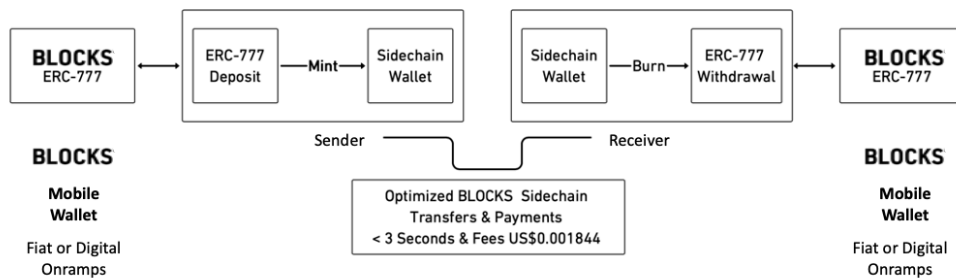 BLOCKS
ERC-777
ERC-777
Deposit
Mint
Sidechain
Wallet
Sidechain
Wallet
Burn
ERC-777
Withdrawal
BLOCKS
ERC-777
Sender
Receiver
BLOCKS
Mobile
Wallet
Fiat or Digital
Onramps
Optimized BLOCKS Sidechain
Transfers & Payments
< 3 Seconds & Fees US$0.001844
BLOCKS
Mobile
Wallet
Fiat or Digital
Onramps